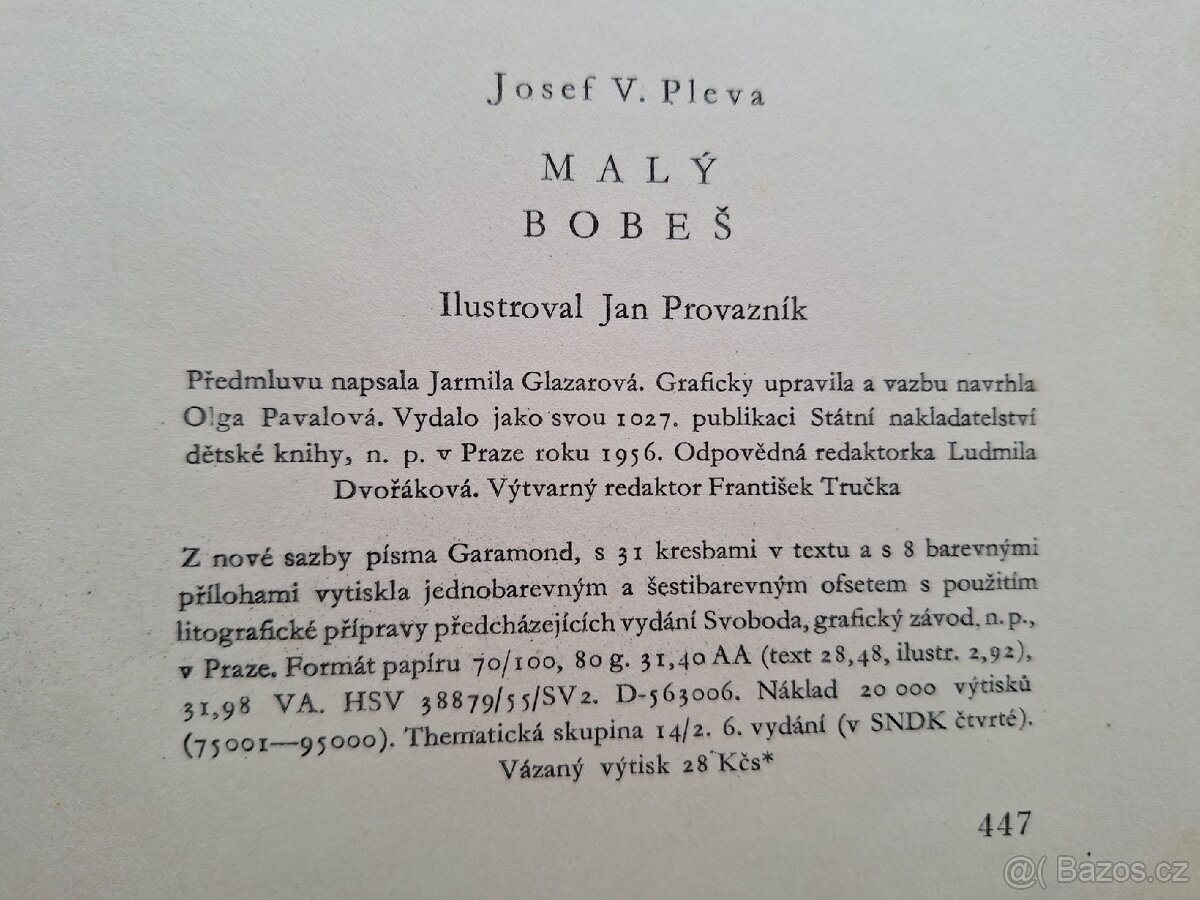 Josef V. Pleva
MALÝ
BOBEŠ
Ilustroval Jan Provazník
Předmluvu napsala Jarmila Glazarová. Graficky upravila a vazbu navrhla
Olga Pavalová. Vydalo jako svou 1027. publikaci Státní nakladatelství
dětské knihy, n. p. v Praze roku 1956. Odpovědná redaktorka Ludmila
Dvořáková. Výtvarný redaktor František Tručka
Z nové sazby písma Garamond, s 31 kresbami v textu a s 8 barevnými
přílohami vytiskla jednobarevným a šestibarevným ofsetem s použitím
litografické přípravy předcházejících vydání Svoboda, grafický závod, n. p.,
v Praze. Formát papíru 70/100, 80 g. 31,40 AA (text 28,48, ilustr. 2,92),
31,98 VA. HSV 38879/55/SV2. D-563006. Náklad 20 000 výtisků
(75001—95000). Thematická skupina 14/2. 6. vydání (v SNDK čtvrté).
Vázaný výtisk 28 Kčs*
447
@( Bazos.cz